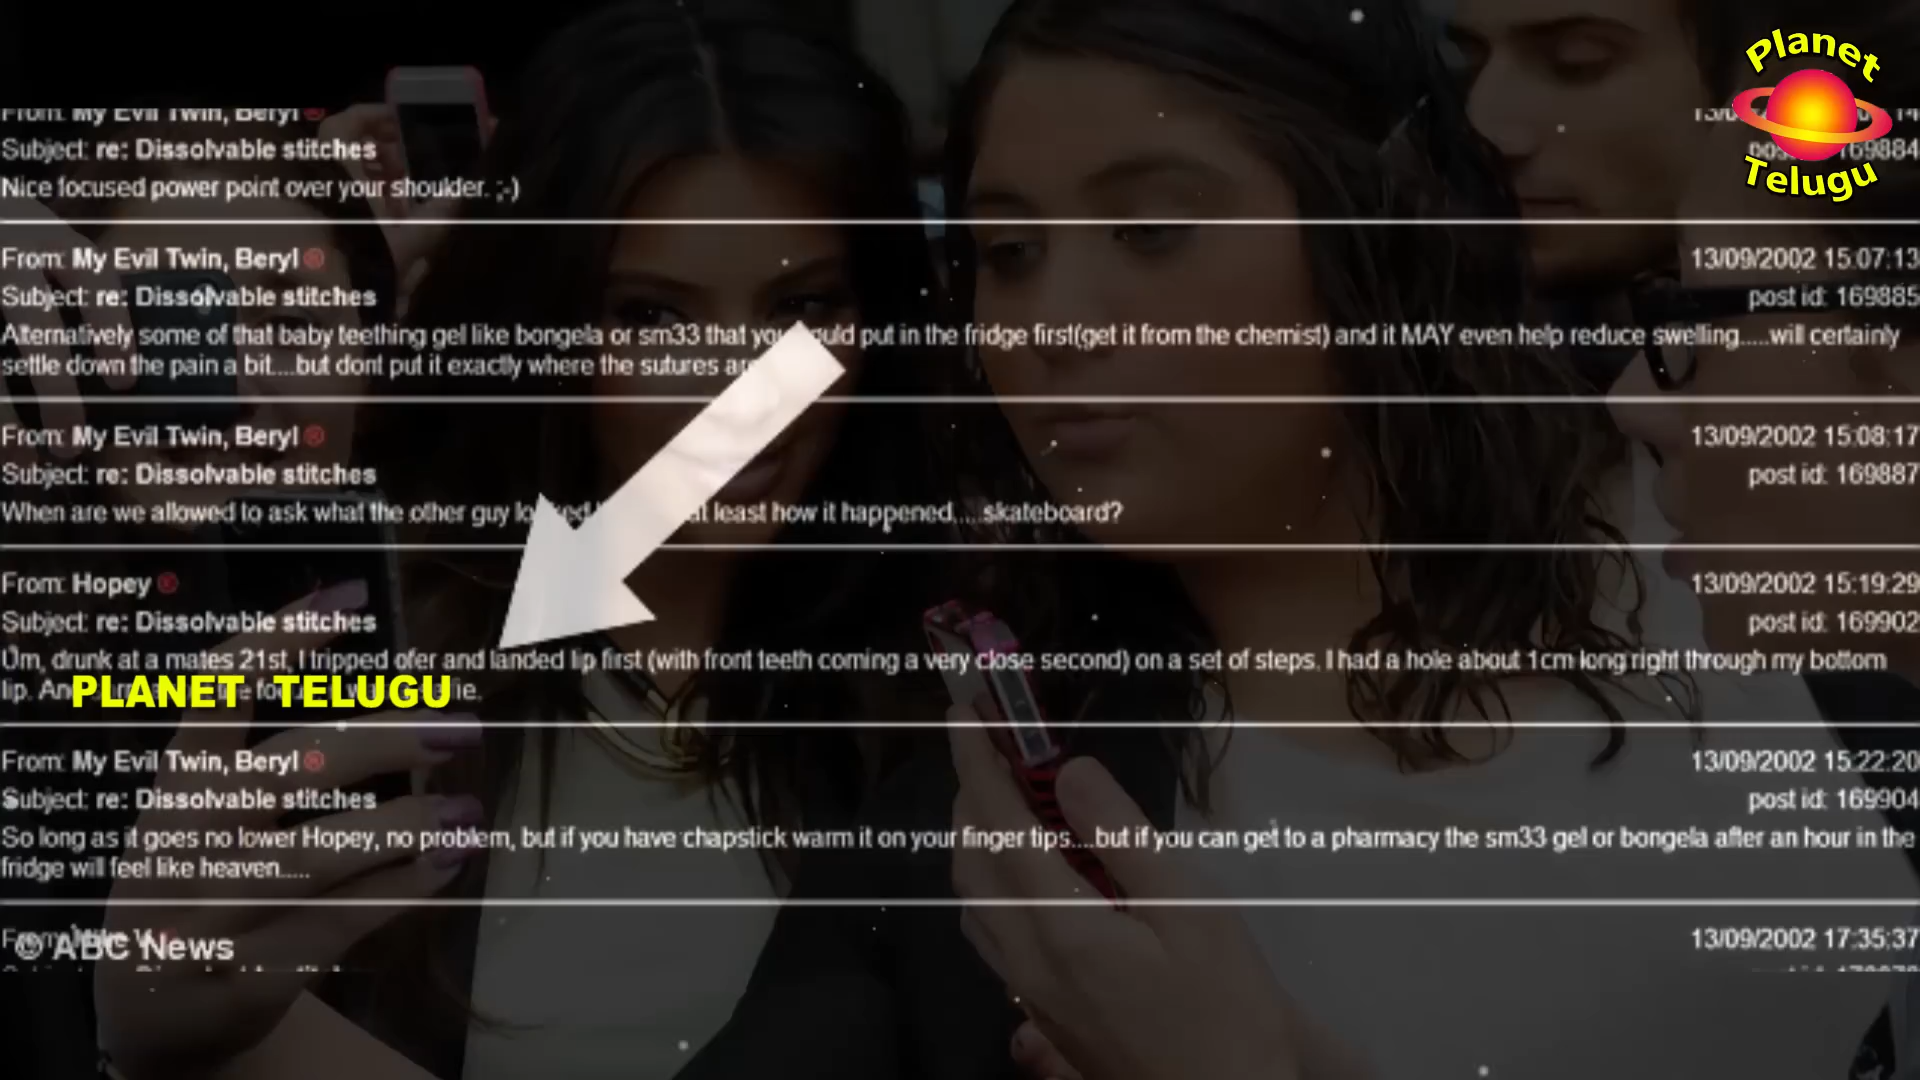 Planet
Telugu
From: My Evil Twin, Beryl
Subject: re: Dissolvable stitches
169884
Nice focused power point over your shoulder. ;-)
From: My Evil Twin, Beryl ®
13/09/2002 15:07:13
Subject: re: Dissolvable stitches
post id: 169885
Alternatively some of that baby teething gel like bongela or sm33 that you would put in the fridge first(get it from the chemist) and it MAY even help reduce swelling.....will certainly
settle down the pain a bit....but dont put it exactly where the sutures
From: My Evil Twin, Beryl ®
13/09/2002 15:08:17
Subject: re: Dissolvable stitches
post id: 169887
When are we allowed to ask what the other guy looked at least how it happened.....skateboard?
From: Hopey ®
13/09/2002 15:19:29
Subject: re: Dissolvable stitches
post id: 169902
Um, drunk at a mates 21st, I tripped ofer and landed lip first (with front teeth coming a very close second) on a set of steps. I had a hole about 1cm long right through my bottom
lip.
PLANET TELUGU
From: My Evil Twin, Beryl ®
13/09/2002 15:22:20
Subject: re: Dissolvable stitches
post id: 169904
So long as it goes no lower Hopey, no problem, but if you have chapstick warm it on your finger tips....but if you can get to a pharmacy the sm33 gel or bongela after an hour in the
fridge will feel like heaven.....
© ABC News
13/09/2002 17:35:37